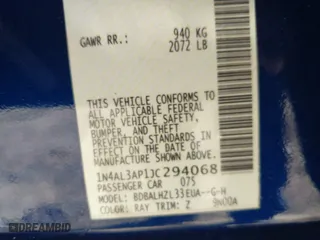 GAWR RR.: 940 KG
2072 LB
THIS VEHICLE CONFORMS TO
ALL APPLICABLE FEDERAL
MOTOR VEHICLE SAFETY,
BUMPER, AND THEFT
PREVENTION STANDARDS
IN EFFECT ON THE DATE OF
MANUFACTURE SHOWN ABOVE.
1N4AL3AP1JC294068
PASSENGER CAR 075
MODEL: BDBALHZL33EUA--G-H
COLOR: RAY TRIM: Z